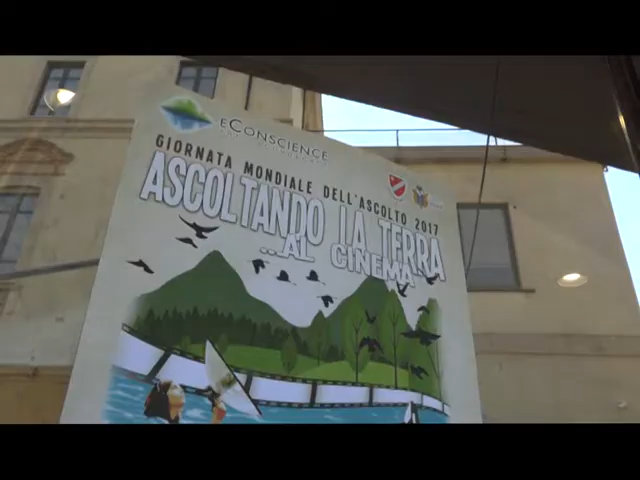 eConscience
GIORNATA MONDIALE DELL'ASCOLTO 2017
ASCOLTANDO LA TERRA
...AL CINEMA